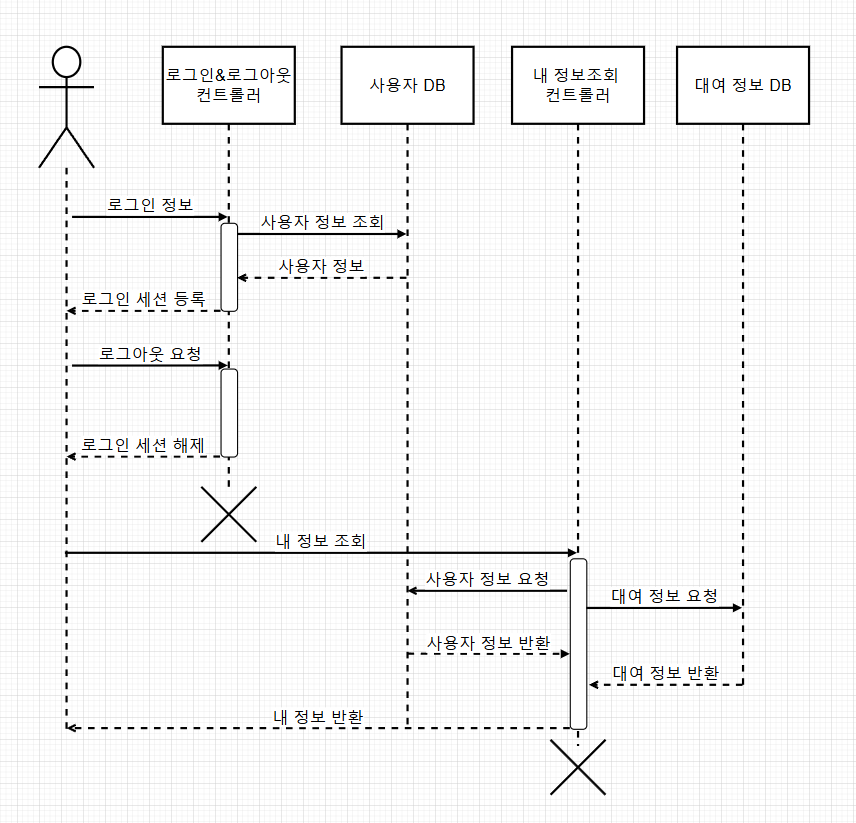 로그인&로그아웃
컨트롤러
사용자 DB
내 정보조회
컨트롤러
대여 정보 DB
로그인 정보
사용자 정보 조회
사용자 정보
로그인 세션 등록
로그아웃 요청
로그인 세션 해제
내 정보 조회
사용자 정보 요청
대여 정보 요청
사용자 정보 반환
대여 정보 반환
내 정보 반환